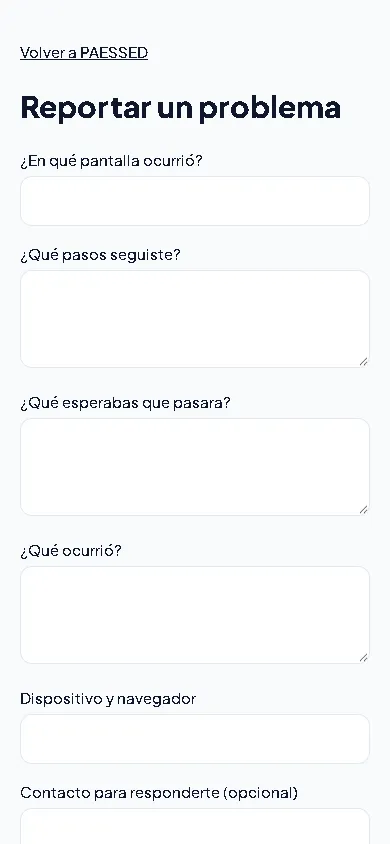 Volver a PAESSED
Reportar un problema
¿En qué pantalla ocurrió?
¿Qué pasos seguiste?
¿Qué esperabas que pasara?
¿Qué ocurrió?
Dispositivo y navegador
Contacto para responderte (opcional)